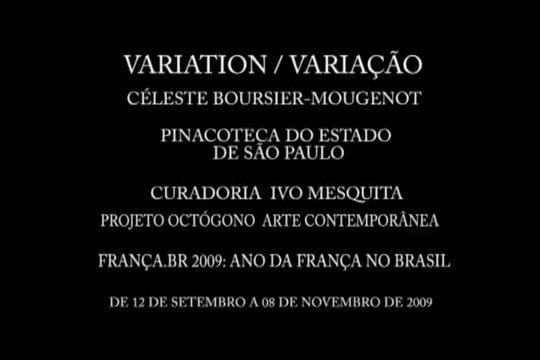 VARIATION / VARIAÇÃO
CÉLESTE BOURSIER-MOUGENOT
PINACOTECA DO ESTADO
DE SÃO PAULO
CURADORIA IVO MESQUITA
PROJETO OCTÓGONO ARTE CONTEMPORÂNEA
FRANÇA.BR 2009: ANO DA FRANÇA NO BRASIL
DE 12 DE SETEMBRO A 08 DE NOVEMBRO DE 2009